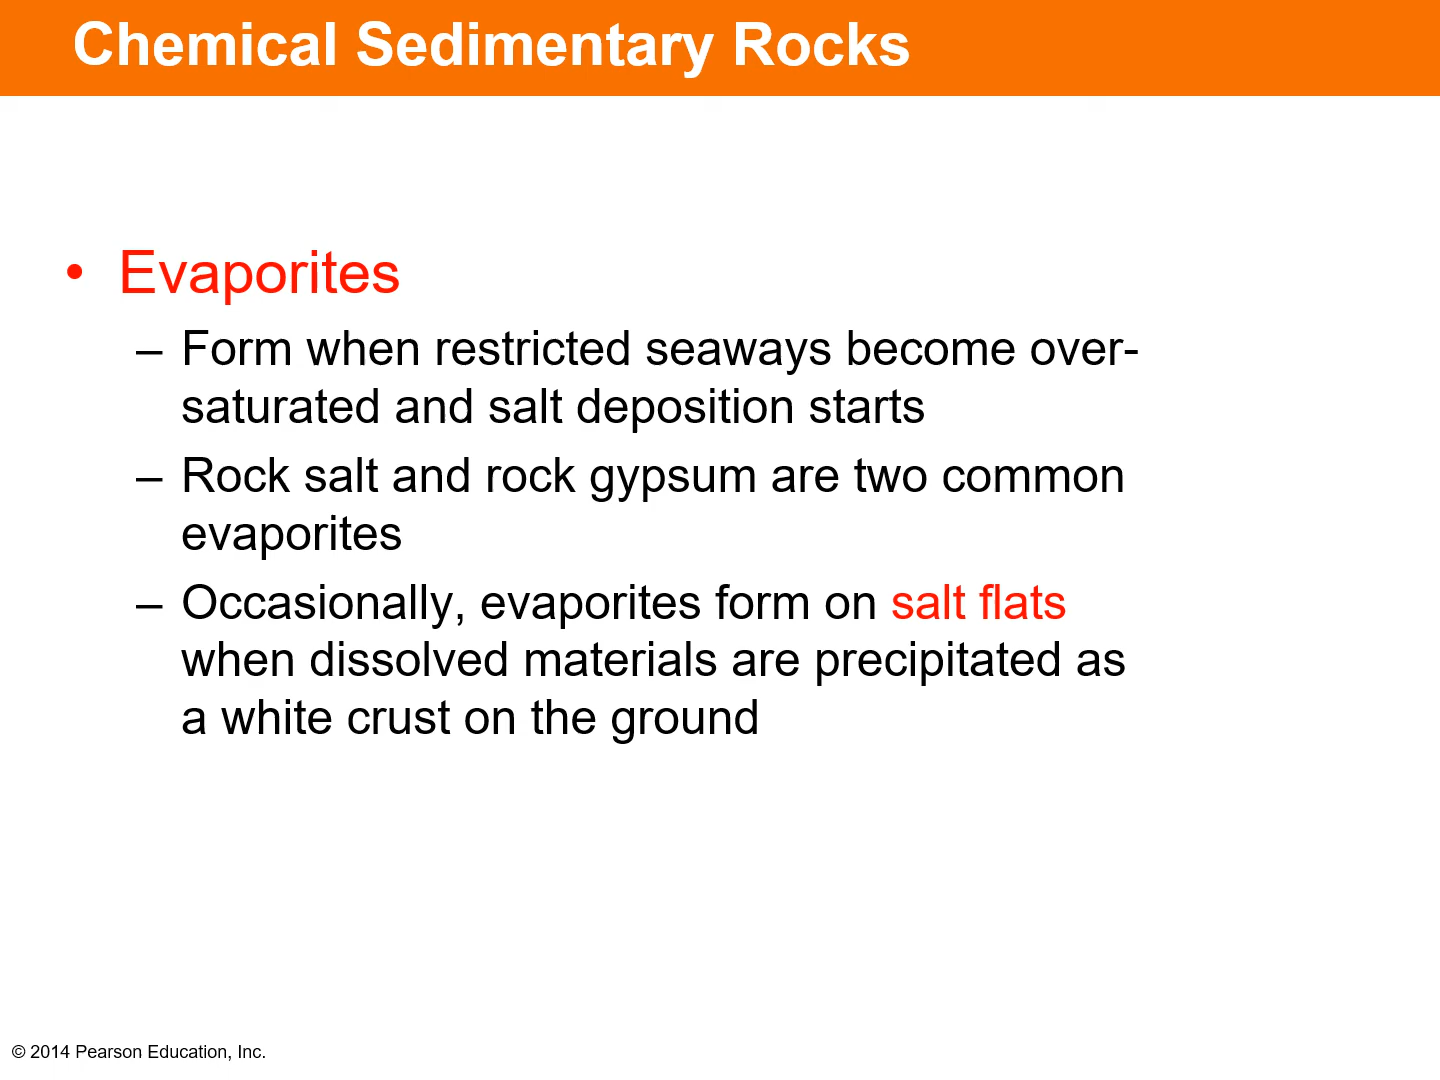 Chemical Sedimentary Rocks
• Evaporites
– Form when restricted seaways become over-
saturated and salt deposition starts
– Rock salt and rock gypsum are two common
evaporites
– Occasionally, evaporites form on salt flats
when dissolved materials are precipitated as
a white crust on the ground
© 2014 Pearson Education, Inc.